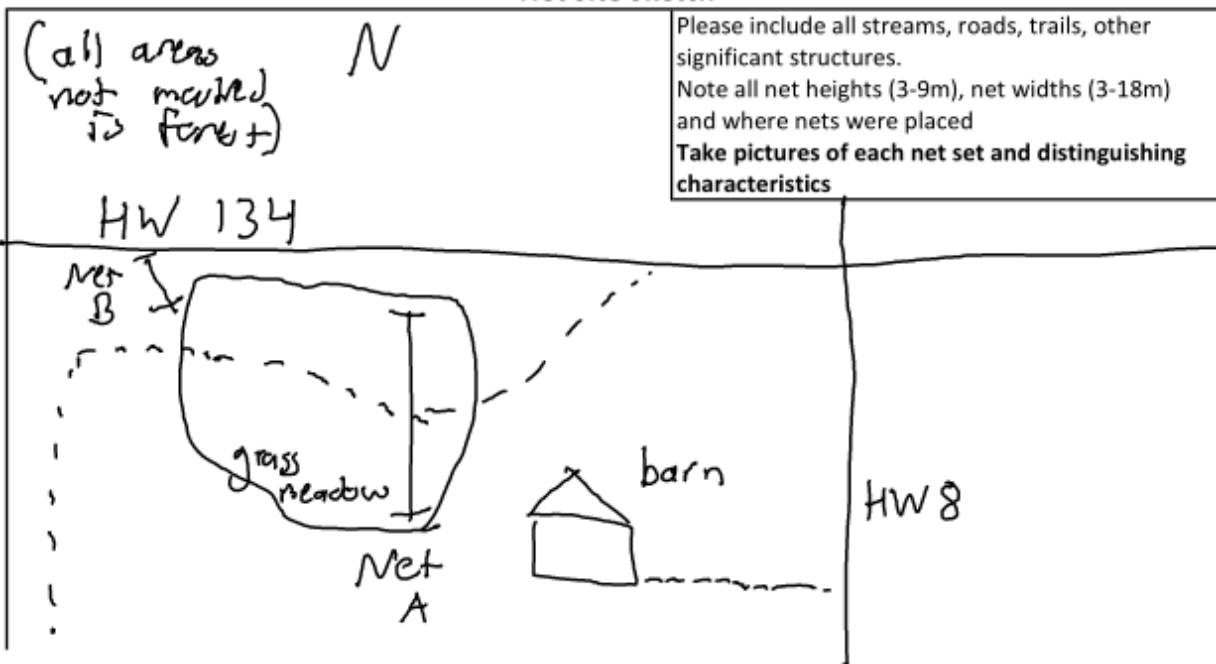 (all areas
not marked
is forest)
N
Please include all streams, roads, trails, other
significant structures.
Note all net heights (3-9m), net widths (3-18m)
and where nets were placed
Take pictures of each net set and distinguishing
characteristics
HW 134
Net
B
grass
meadow
barn
HW 8
Net
A